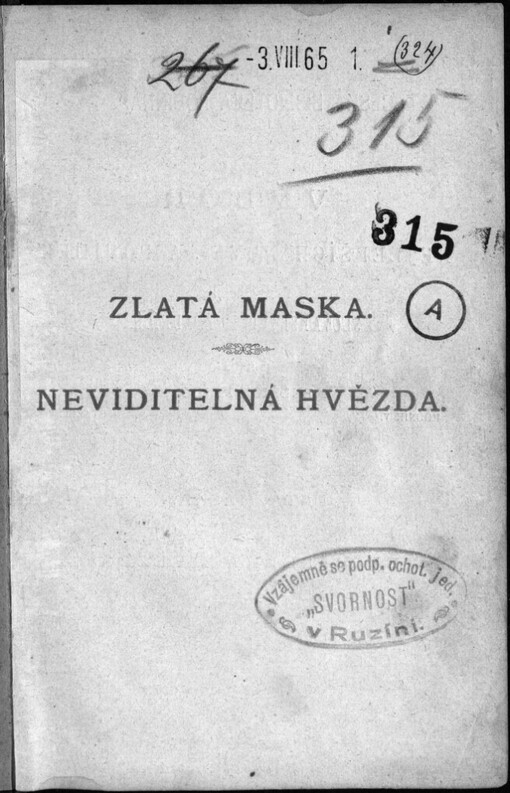 267 -3.VIII 65 1. (324)
315
315
ZLATÁ MASKA. A
NEVIDITELNÁ HVĚZDA.
Vzájemně se podp. ochot. jed.
„SVORNOST"
v Ruzíni.